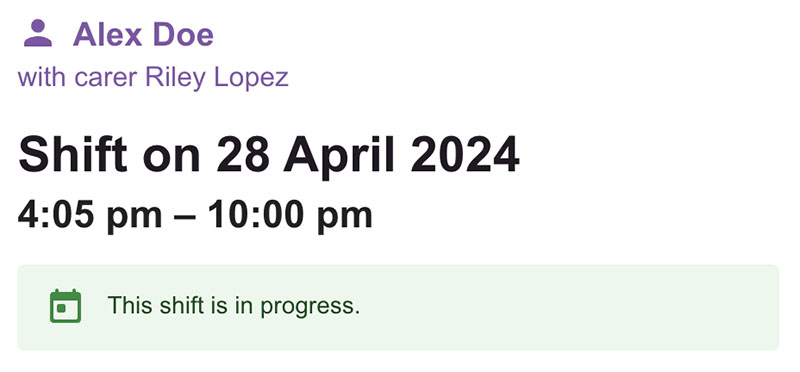 Alex Doe
with carer Riley Lopez
Shift on 28 April 2024
4:05 pm – 10:00 pm
This shift is in progress.